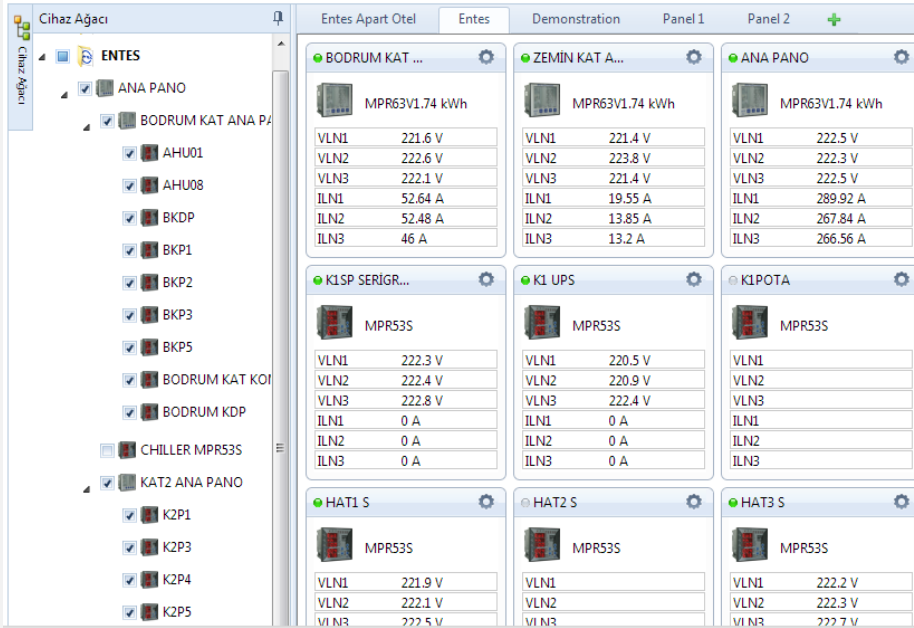 Cihaz Ağacı
Cihaz Ağacı
ENTES
ANA PANO
BODRUM KAT ANA PA
AHU01
AHU08
BKDP
BKP1
BKP2
BKP3
BKP5
BODRUM KAT KON
BODRUM KDP
CHILLER MPR53S
KAT2 ANA PANO
K2P1
K2P3
K2P4
K2P5
Entes Apart Otel Entes Demonstration Panel 1 Panel 2
BODRUM KAT ...
MPR63V1.74 kWh
VLN1 221.6 V
VLN2 222.6 V
VLN3 222.1 V
ILN1 52.64 A
ILN2 52.48 A
ILN3 46 A
ZEMİN KAT A...
MPR63V1.74 kWh
VLN1 221.4 V
VLN2 223.8 V
VLN3 221.4 V
ILN1 19.55 A
ILN2 13.85 A
ILN3 13.2 A
ANA PANO
MPR63V1.74 kWh
VLN1 222.5 V
VLN2 222.3 V
VLN3 222.5 V
ILN1 289.92 A
ILN2 267.84 A
ILN3 266.56 A
K1SP SERİGR...
MPR53S
VLN1 222.3 V
VLN2 222.4 V
VLN3 222.8 V
ILN1 0 A
ILN2 0 A
ILN3 0 A
K1 UPS
MPR53S
VLN1 220.5 V
VLN2 220.9 V
VLN3 222.4 V
ILN1 0 A
ILN2 0 A
ILN3 0 A
K1POTA
MPR53S
VLN1
VLN2
VLN3
ILN1
ILN2
ILN3
HAT1 S
MPR53S
VLN1 221.9 V
VLN2 222.1 V
VLN3 222.5 V
HAT2 S
MPR53S
VLN1
VLN2
VLN3
HAT3 S
MPR53S
VLN1 222.2 V
VLN2 222.3 V
VLN3 222.7 V